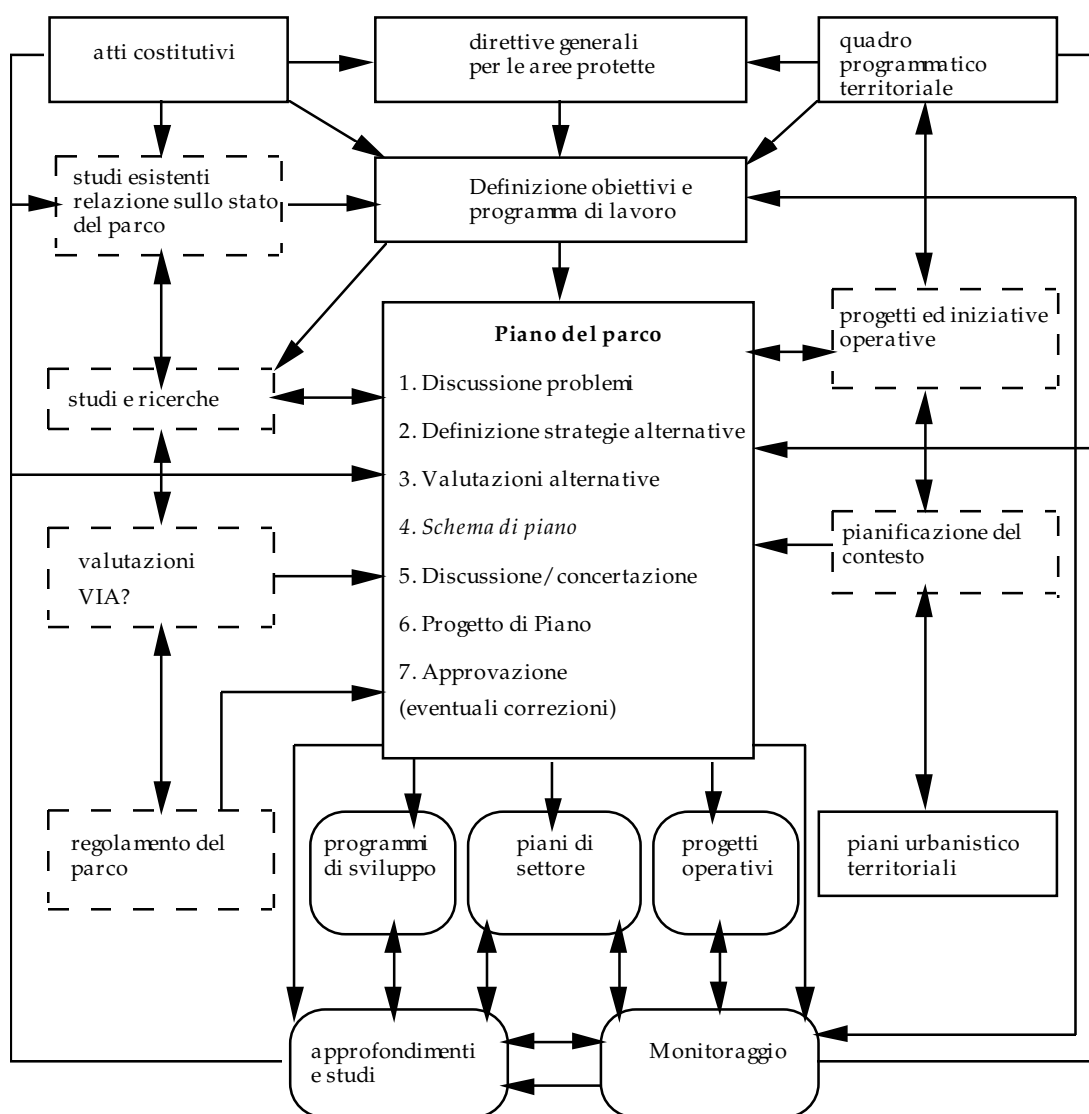 atti costitutivi
direttive generali
per le aree protette
quadro
programmatico
territoriale
studi esistenti
relazione sullo stato
del parco
Definizione obiettivi e
programma di lavoro
progetti ed iniziative
operative
Piano del parco
1. Discussione problemi
2. Definizione strategie alternative
3. Valutazioni alternative
4. Schema di piano
5. Discussione/concertazione
6. Progetto di Piano
7. Approvazione
(eventuali correzioni)
studi e ricerche
valutazioni
VIA?
pianificazione del
contesto
regolamento del
parco
programmi
di sviluppo
piani di
settore
progetti
operativi
piani urbanistico
territoriali
approfondimenti
e studi
Monitoraggio